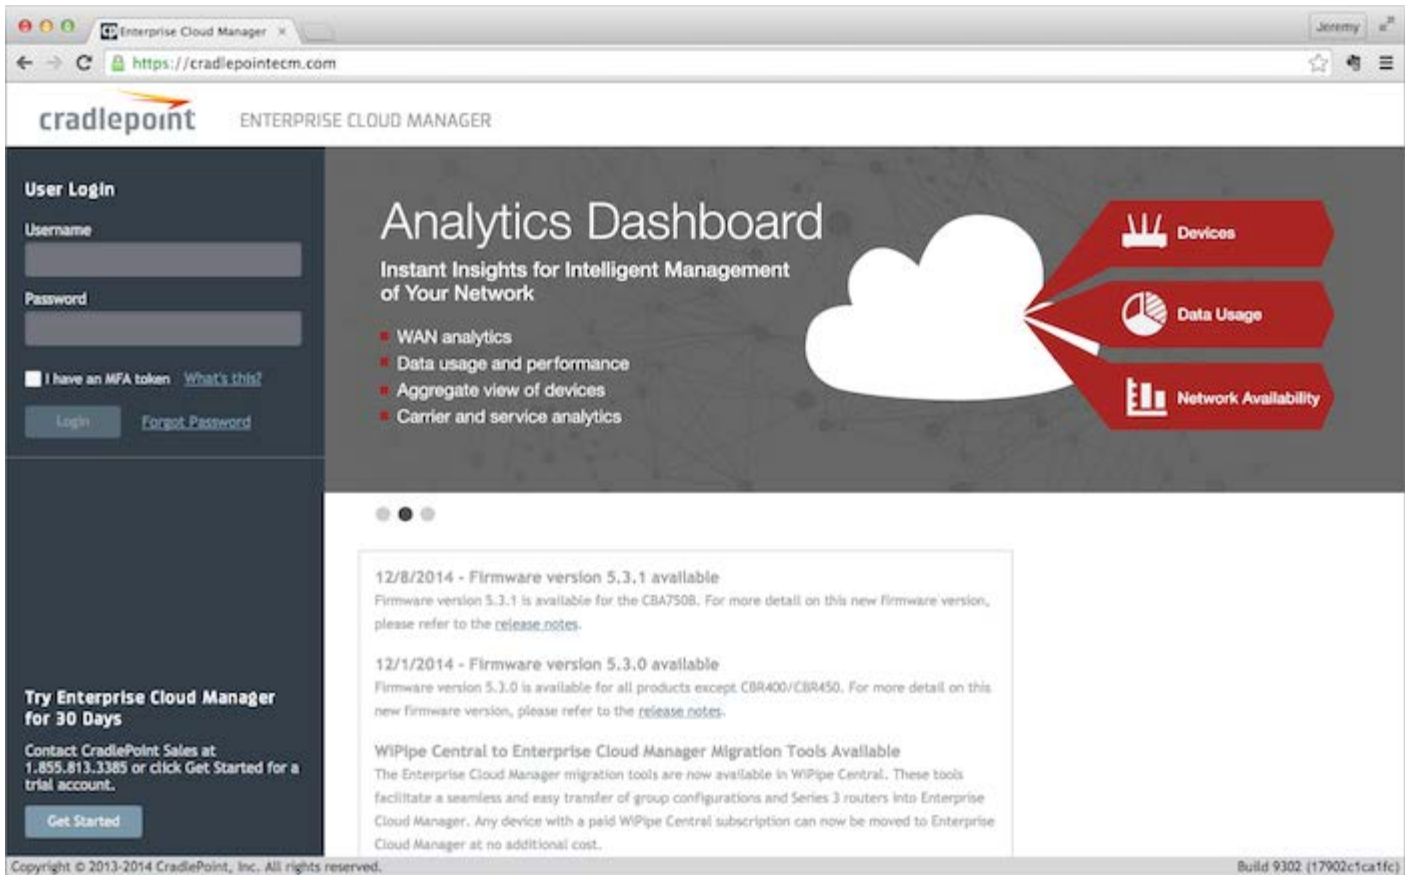 Enterprise Cloud Manager
Jeremy
https://cradlepointecm.com
cradlepoint
ENTERPRISE CLOUD MANAGER
User Login
Username
Password
I have an MFA token What's this?
Login Forgot Password
Analytics Dashboard
Instant Insights for Intelligent Management
of Your Network
WAN analytics
Data usage and performance
Aggregate view of devices
Carrier and service analytics
Devices
Data Usage
Network Availability
12/8/2014 - Firmware version 5.3.1 available
Firmware version 5.3.1 is available for the CBA750B. For more detail on this new firmware version,
please refer to the release notes.
12/1/2014 - Firmware version 5.3.0 available
Firmware version 5.3.0 is available for all products except CBR400/CBR450. For more detail on this
new firmware version, please refer to the release notes.
WiPipe Central to Enterprise Cloud Manager Migration Tools Available
The Enterprise Cloud Manager migration tools are now available in WiPipe Central. These tools
facilitate a seamless and easy transfer of group configurations and Series 3 routers into Enterprise
Cloud Manager. Any device with a paid WiPipe Central subscription can now be moved to Enterprise
Cloud Manager at no additional cost.
Try Enterprise Cloud Manager
for 30 Days
Contact CradlePoint Sales at
1.855.813.3385 or click Get Started for a
trial account.
Get Started
Copyright © 2013-2014 CradlePoint, Inc. All rights reserved.
Build 9302 (17902c1ca1fc)